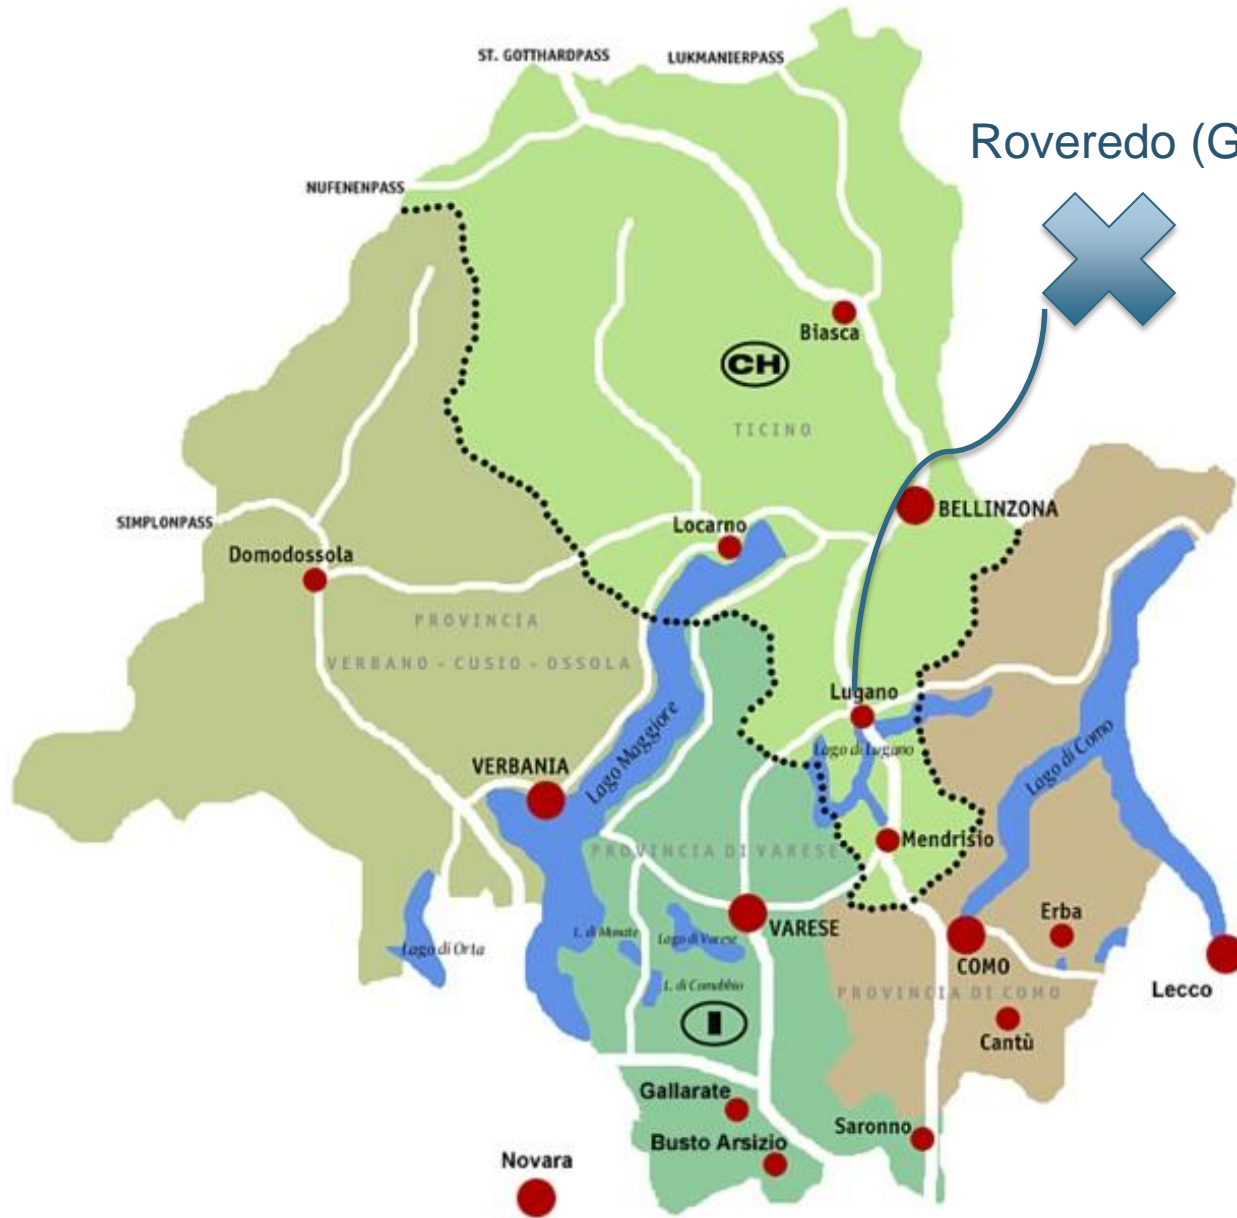 ST. GOTTHARDPASS
LUKMANIERPASS
Roveredo (G
NUFENENPASS
Biasca
CH
TICINO
SIMPLONPASS
BELLINZONA
Locarno
Domodossola
PROVINCIA
VERBANO - CUSIO - OSSOLA
Lugano
Lago Maggiore
Lago di Lugano
Lago di Como
VERBANIA
Mendrisio
PROVINCIA DI VARESE
Erba
VARESE
L. di Monate
Lago di Varese
Lago di Orta
COMO
L. di Comabbio
PROVINCIA DI COMO
Lecco
I
Cantù
Gallarate
Saronno
Busto Arsizio
Novara